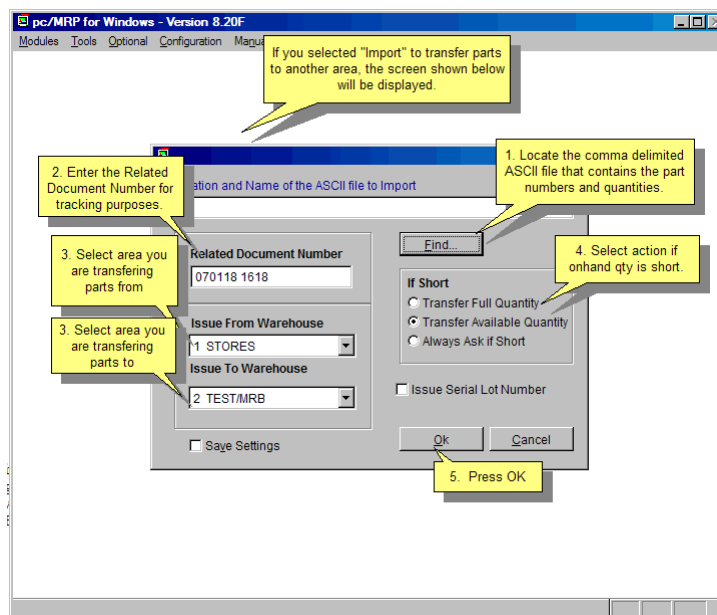 pc/MRP for Windows - Version 8.20F
Modules Tools Optional Configuration
If you selected "Import" to transfer parts
to another area, the screen shown below
will be displayed.
1. Locate the comma delimited
ASCII file that contains the part
numbers and quantities.
2. Enter the Related
Document Number for
tracking purposes.
and Name of the ASCII file to Import
Find...
Related Document Number
070118 1618
3. Select area you
are transfering
parts from
4. Select action if
onhand qty is short.
If Short
Transfer Full Quantity
Transfer Available Quantity
Always Ask if Short
Issue From Warehouse
1 STORES
3. Select area you
are transfering
parts to
Issue To Warehouse
2 TEST/MRB
Issue Serial Lot Number
Save Settings
Ok
Cancel
5. Press OK